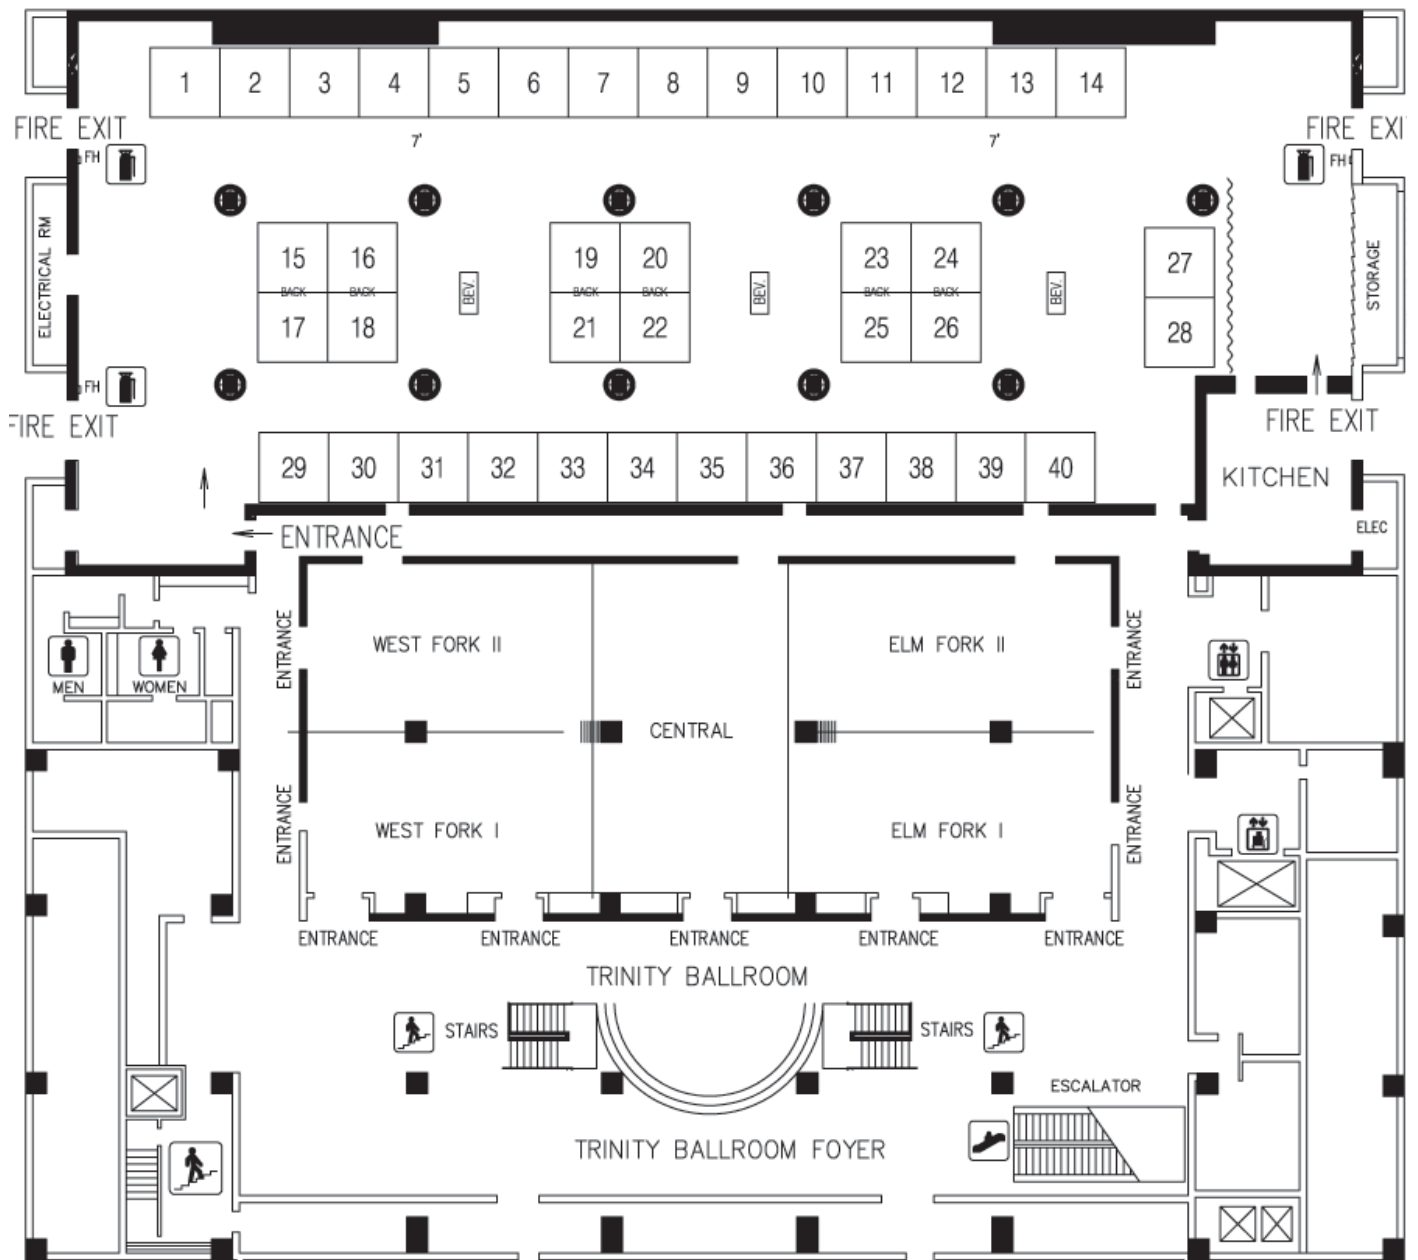 1 2 3 4 5 6 7 8 9 10 11 12 13 14
FIRE EXIT
FIRE EXI
7'
7'
FH
FH
ELECTRICAL RM
15 16
BACK BACK
17 18
BEV.
19 20
BACK BACK
21 22
BEV.
23 24
BACK BACK
25 26
BEV.
27
28
STORAGE
FH
FIRE EXIT
FIRE EXIT
29 30 31 32 33 34 35 36 37 38 39 40
KITCHEN
ELEC
ENTRANCE
ENTRANCE
WEST FORK II
ELM FORK II
ENTRANCE
MEN
WOMEN
CENTRAL
ENTRANCE
WEST FORK I
ELM FORK I
ENTRANCE
ENTRANCE
ENTRANCE
ENTRANCE
ENTRANCE
ENTRANCE
TRINITY BALLROOM
STAIRS
STAIRS
ESCALATOR
TRINITY BALLROOM FOYER